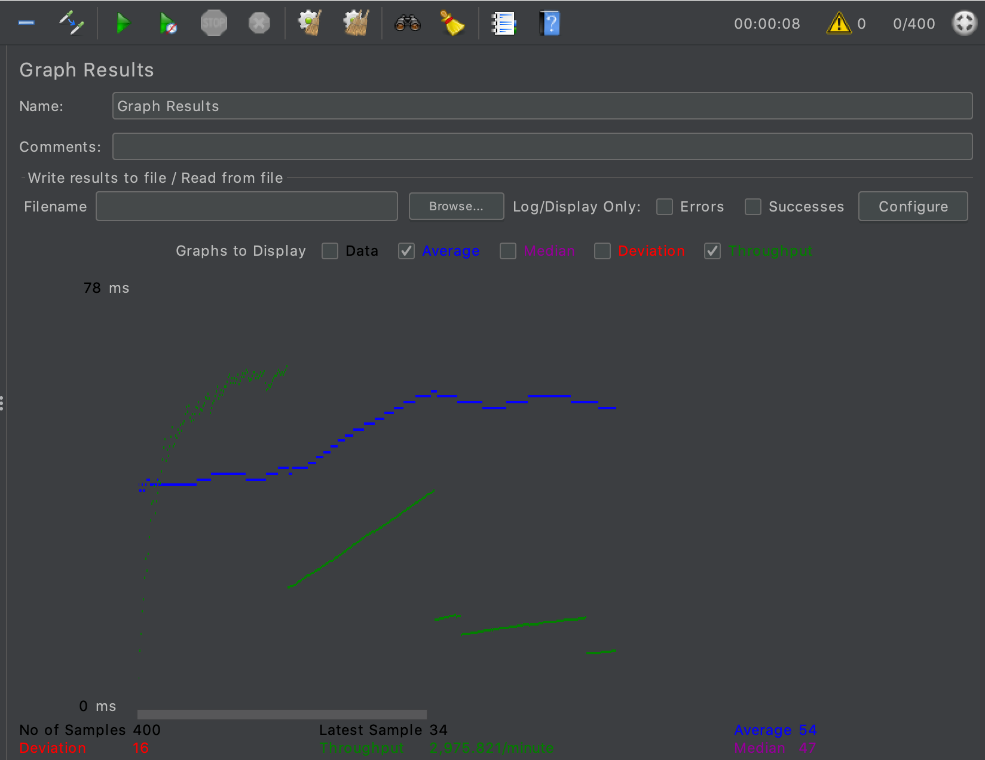 STOP
00:00:08 0 0/400
Graph Results
Name: Graph Results
Comments:
Write results to file / Read from file
Filename Browse... Log/Display Only: Errors Successes Configure
Graphs to Display Data Average Median Deviation Throughput
78 ms
0 ms
No of Samples 400 Latest Sample 34 Average 54
Deviation 16 Throughput 2,975.821/minute Median 47